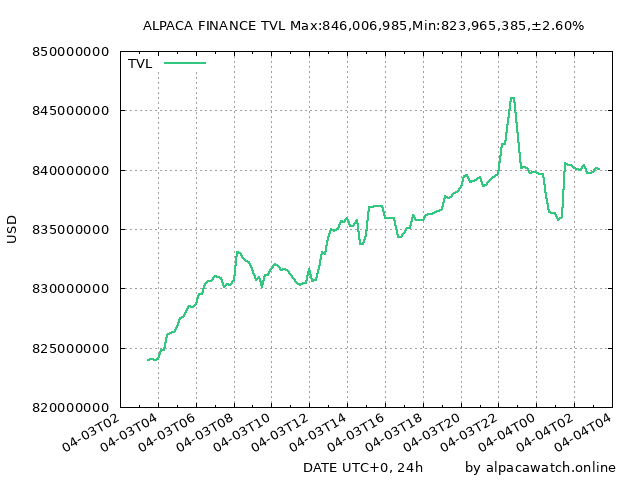 ALPACA FINANCE TVL Max:846,006,985,Min:823,965,385,±2.60%
850000000
TVL
845000000
840000000
835000000
USD
830000000
825000000
820000000
04-03T02
04-03T04
04-03T06
04-03T08
04-03T10
04-03T12
04-03T14
04-03T16
04-03T18
04-03T20
04-03T22
04-04T00
04-04T02
04-04T04
DATE UTC+0, 24h
by alpacawatch.online